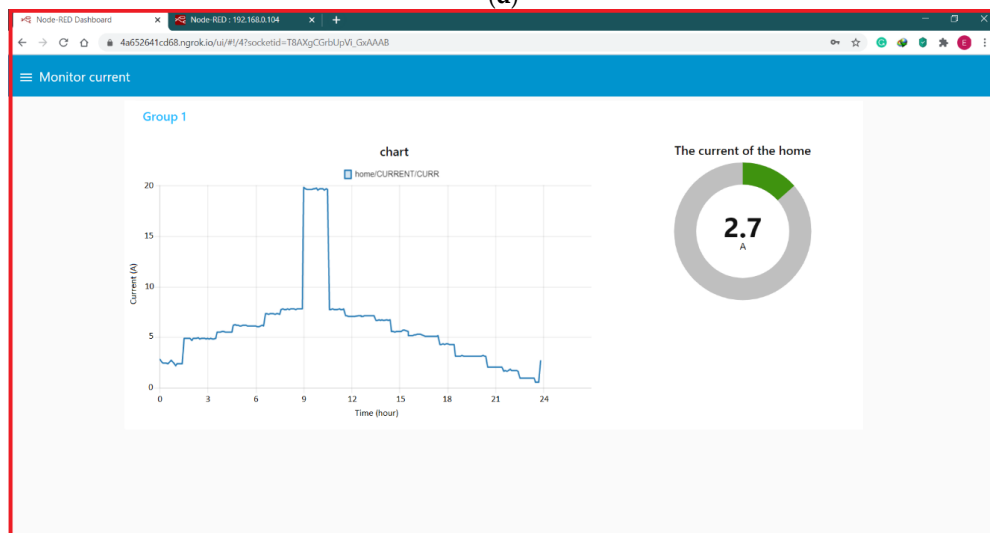 (a)
Node-RED Dashboard
Node-RED : 192.168.0.104
4a652641cd68.ngrok.io/ui/#!/4?socketid=T8AXgCGrbUpVi_GxAAAB
E
Monitor current
Group 1
chart
home/CURRENT/CURR
20
15
10
5
0
Current (A)
0 3 6 9 12 15 18 21 24
Time (hour)
The current of the home
2.7
A